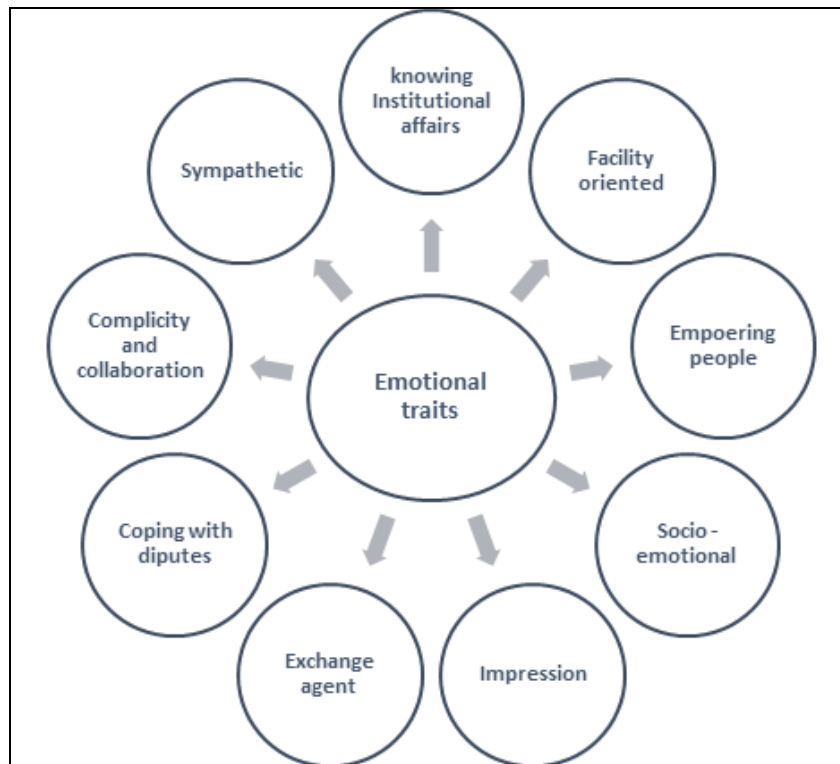 knowing
Institutional
affairs
Facility
oriented
Empoering
people
Socio -
emotional
Impression
Exchange
agent
Coping with
diputes
Complicity
and
collaboration
Sympathetic
Emotional
traits